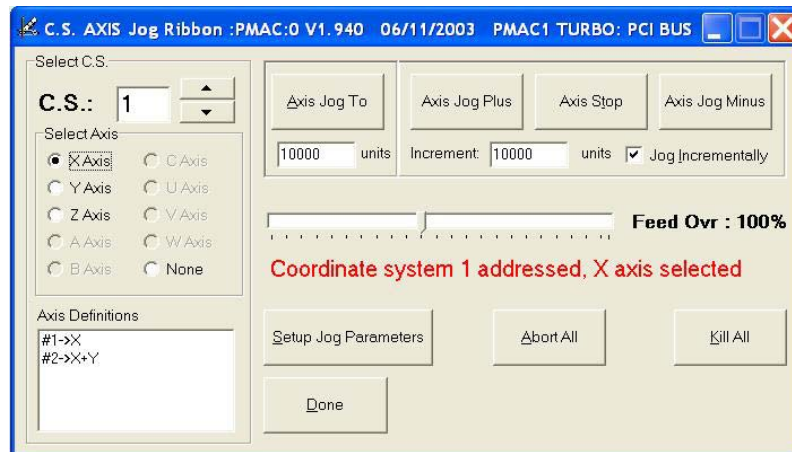 C.S. AXIS Jog Ribbon :PMAC:0 V1.940 06/11/2003 PMAC1 TURBO: PCI BUS
Select C.S.
C.S.: 1
Select Axis
X Axis C Axis
Y Axis U Axis
Z Axis V Axis
A Axis W Axis
B Axis None
Axis Definitions
#1->X
#2->X+Y
Axis Jog To
10000 units
Axis Jog Plus Axis Stop Axis Jog Minus
Increment: 10000 units Jog Incrementally
Feed Ovr : 100%
Coordinate system 1 addressed, X axis selected
Setup Jog Parameters Abort All Kill All
Done